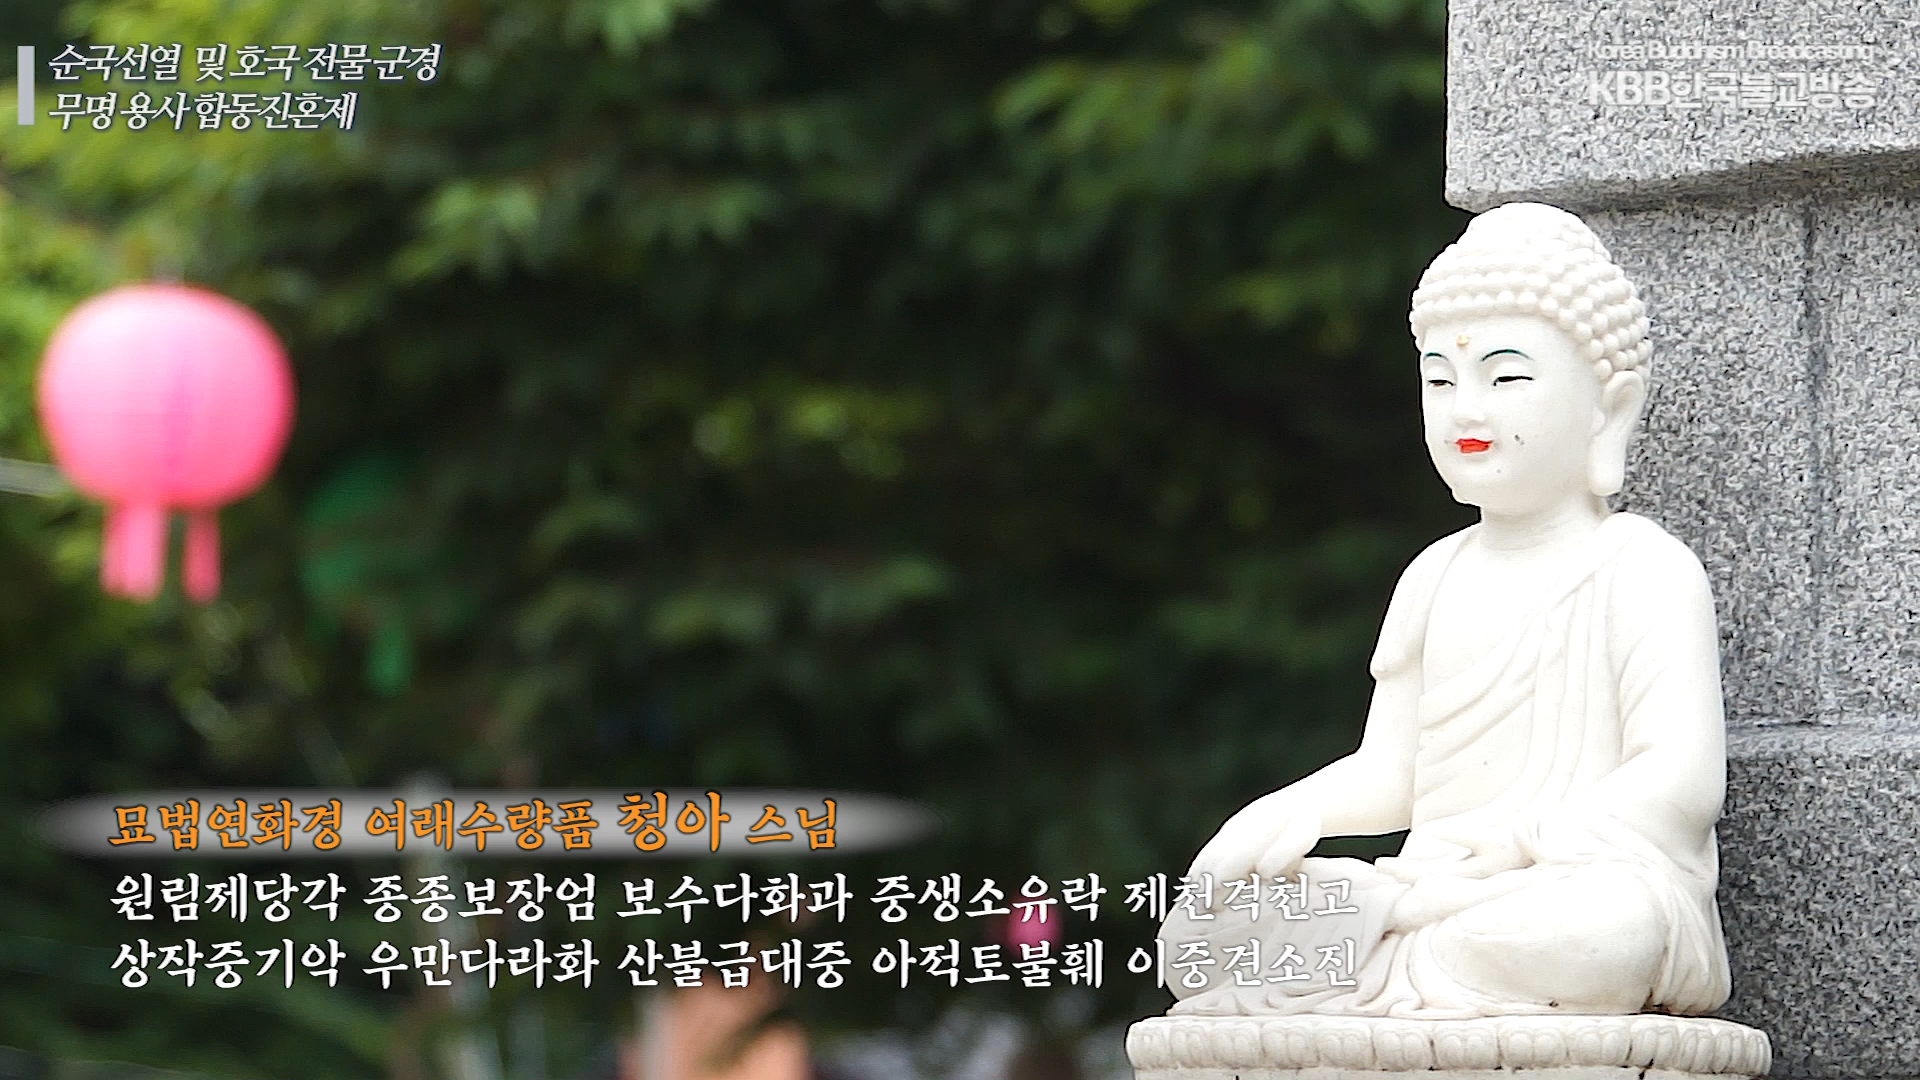 순국선열 및 호국 전몰 군경
무명 용사 합동진혼제
Korea Buddhism Broadcasting
KBB한국불교방송
묘법연화경 여래수량품 청아 스님
원림제당각 종종보장엄 보수다화과 중생소유락 제천격천고
상작중기악 우만다라화 산불급대중 아적토불훼 이중견소진